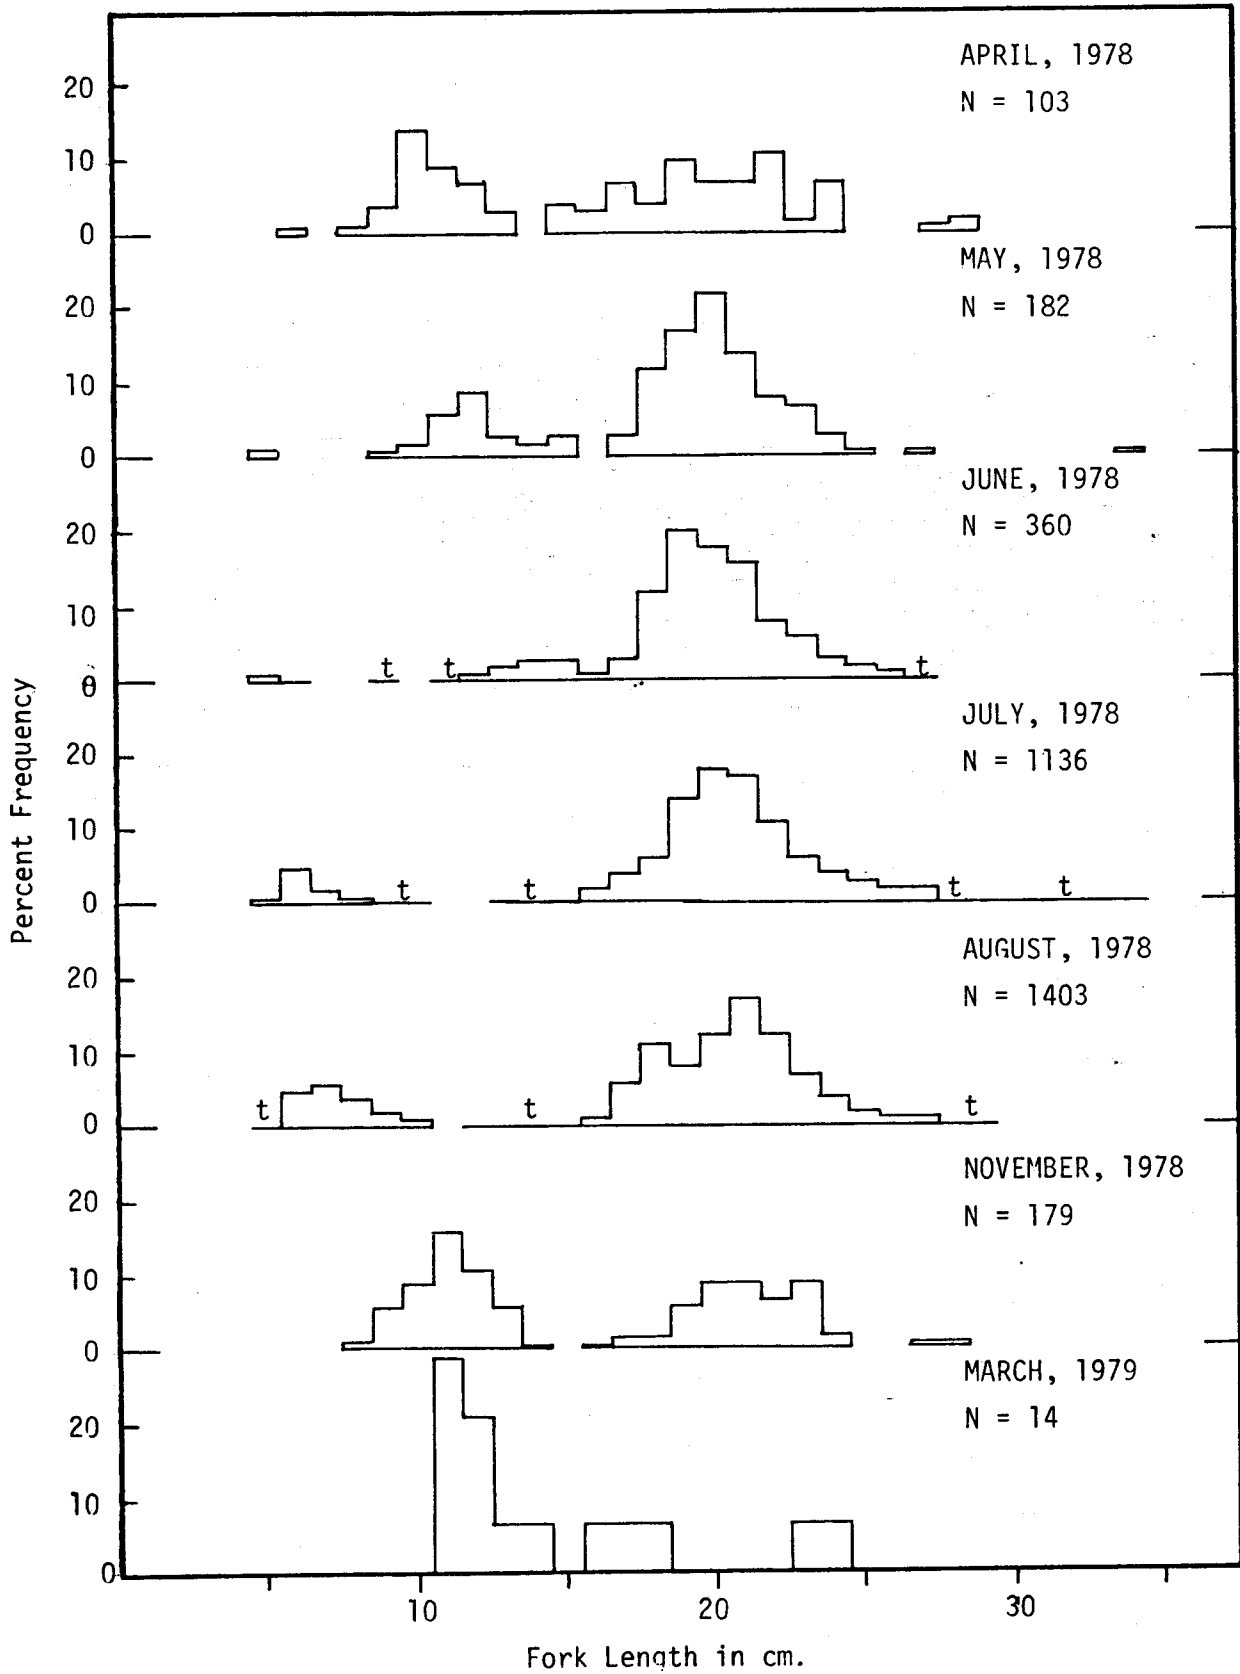 APRIL, 1978
N = 103
20
10
0
MAY, 1978
N = 182
20
10
0
JUNE, 1978
N = 360
20
10
0
t t t
JULY, 1978
N = 1136
20
10
0
t t t t
AUGUST, 1978
N = 1403
20
10
0
t t t
NOVEMBER, 1978
N = 179
20
10
0
MARCH, 1979
N = 14
20
10
0
10 20 30
Percent Frequency
Fork Length in cm.